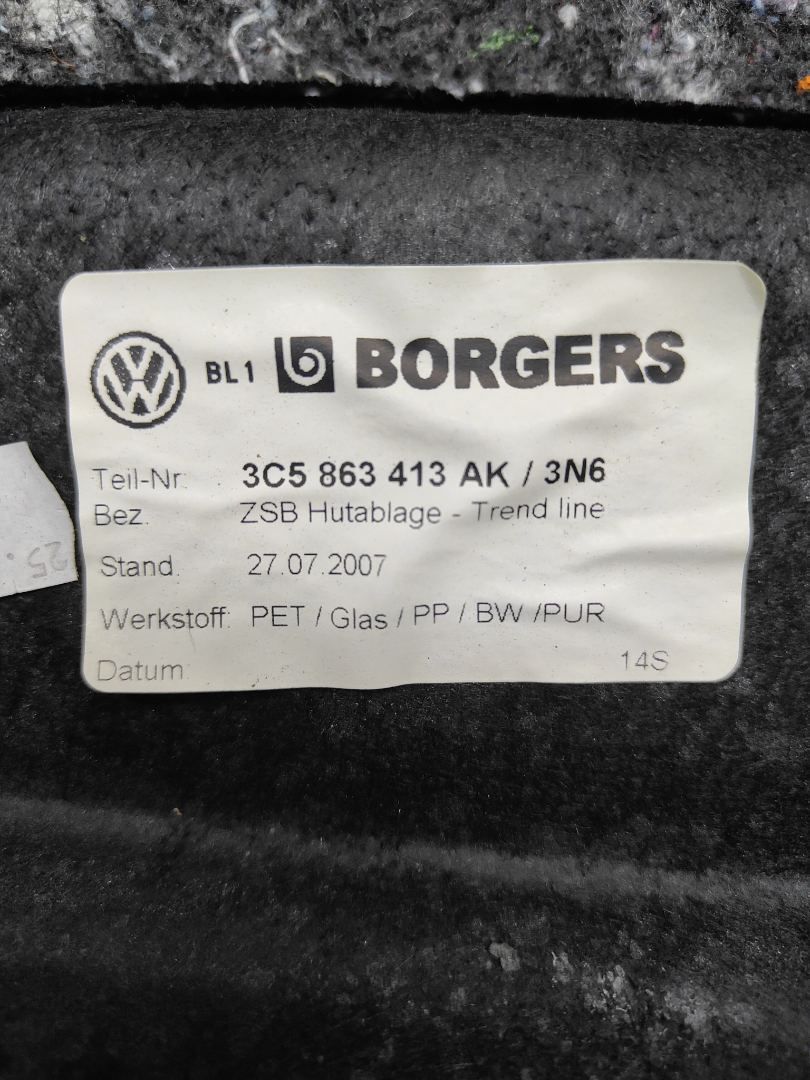 BL1 BORGERS
Teil-Nr. 3C5 863 413 AK / 3N6
Bez. ZSB Hutablage - Trend line
Stand. 27.07.2007
Werkstoff: PET / Glas / PP / BW /PUR
Datum 14S
25.